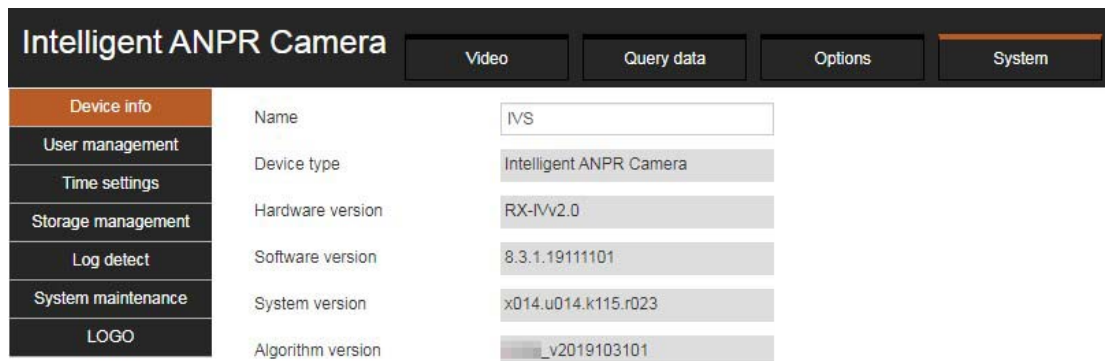 Intelligent ANPR Camera
Video Query data Options System
Device info
User management
Time settings
Storage management
Log detect
System maintenance
LOGO
Name IVS
Device type Intelligent ANPR Camera
Hardware version RX-IVv2.0
Software version 8.3.1.19111101
System version x014.u014.k115.r023
Algorithm version _v2019103101